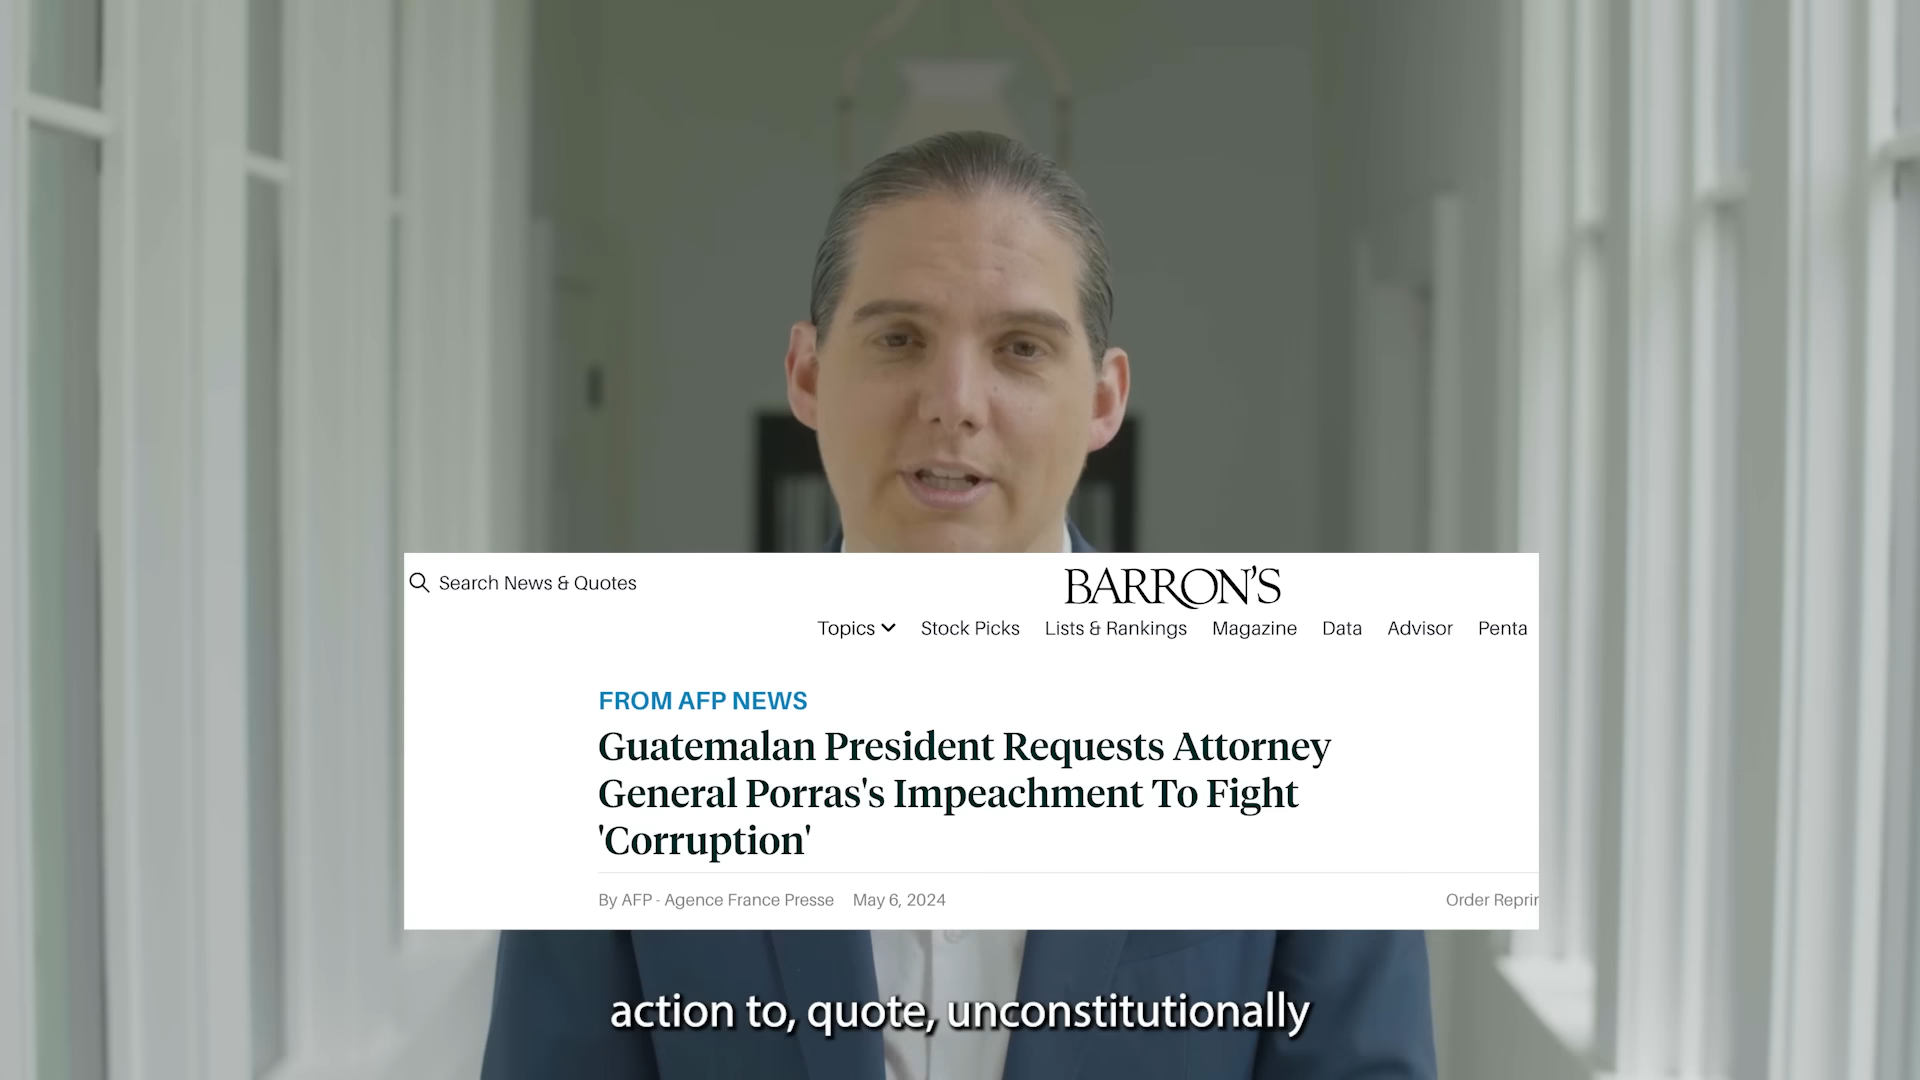 Search News & Quotes
BARRON'S
Topics Stock Picks Lists & Rankings Magazine Data Advisor Penta
FROM AFP NEWS
Guatemalan President Requests Attorney
General Porras's Impeachment To Fight
'Corruption'
By AFP - Agence France Presse May 6, 2024 Order Reprin
action to, quote, unconstitutionally